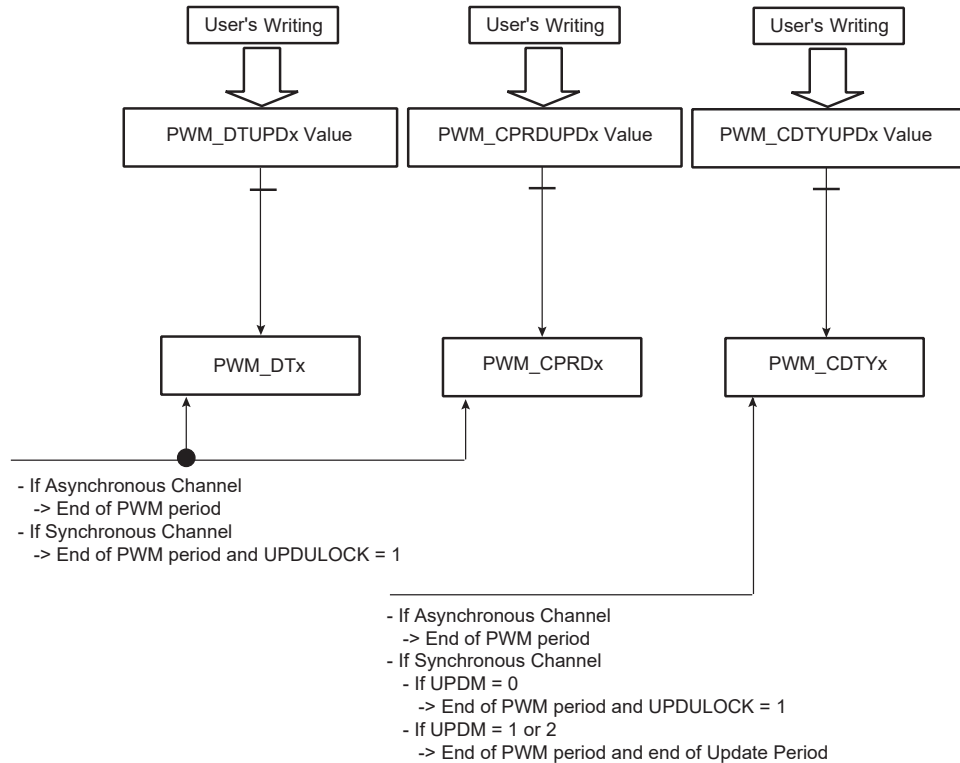 User's Writing
User's Writing
User's Writing
PWM_DTUPDx Value
PWM_CPRDUPDx Value
PWM_CDTYUPDx Value
PWM_DTx
PWM_CPRDx
PWM_CDTYx
- If Asynchronous Channel
-> End of PWM period
- If Synchronous Channel
-> End of PWM period and UPDULOCK = 1
- If Asynchronous Channel
-> End of PWM period
- If Synchronous Channel
- If UPDM = 0
-> End of PWM period and UPDULOCK = 1
- If UPDM = 1 or 2
-> End of PWM period and end of Update Period